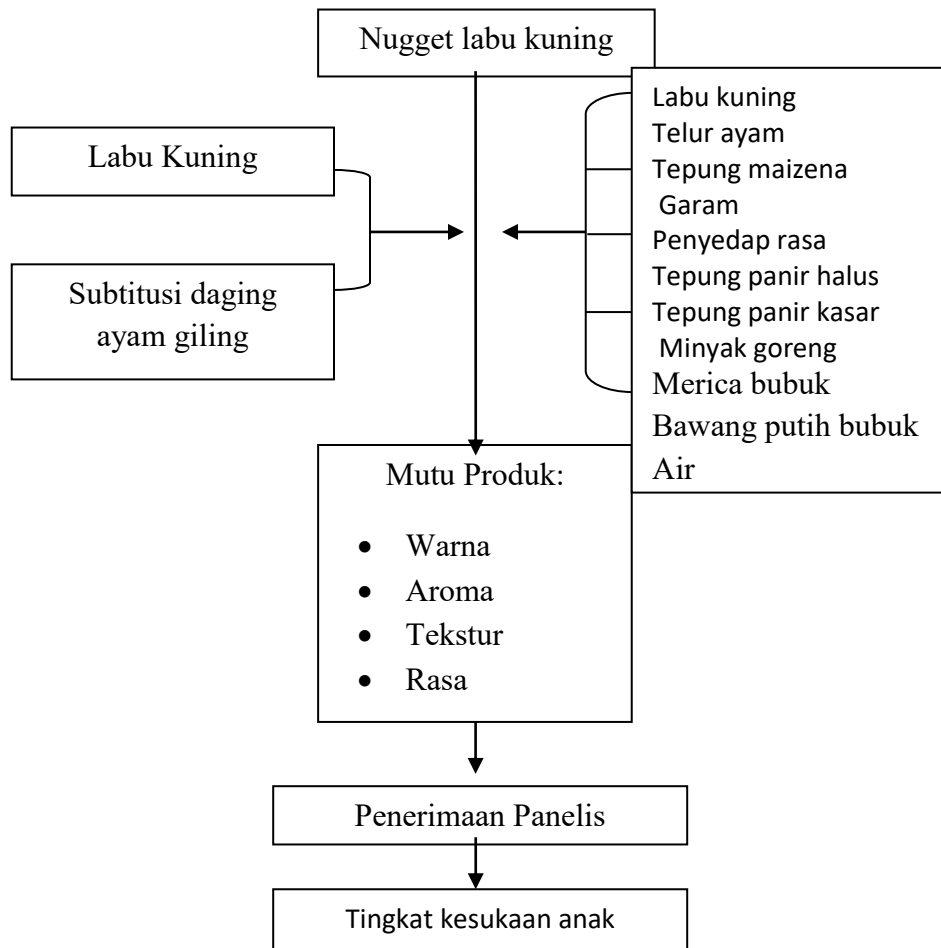 Nugget labu kuning
Labu Kuning
Subtitusi daging
ayam giling
Labu kuning
Telur ayam
Tepung maizena
Garam
Penyedap rasa
Tepung panir halus
Tepung panir kasar
Minyak goreng
Merica bubuk
Bawang putih bubuk
Air
Mutu Produk:
• Warna
• Aroma
• Tekstur
• Rasa
Penerimaan Panelis
Tingkat kesukaan anak